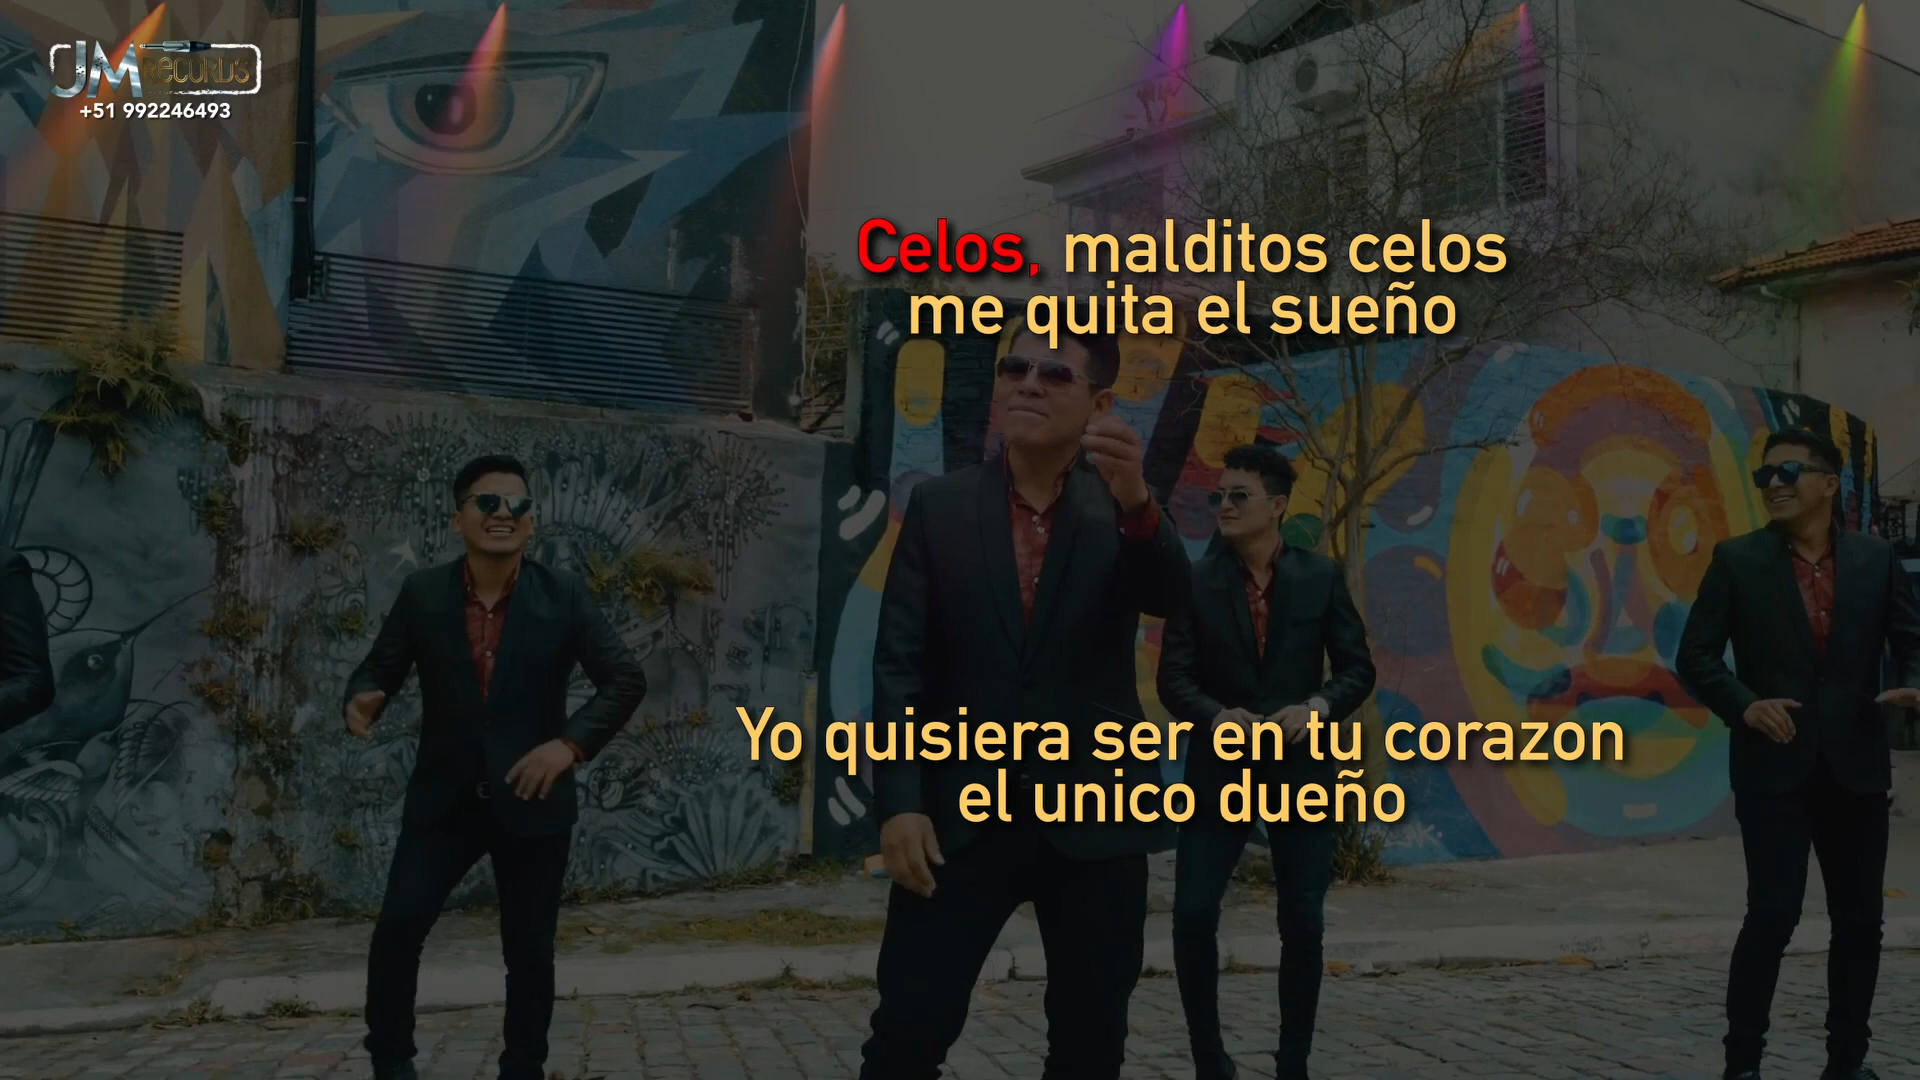 JM Records
+51 992246493
Celos, malditos celos
me quita el sueño
Yo quisiera ser en tu corazon
el unico dueño